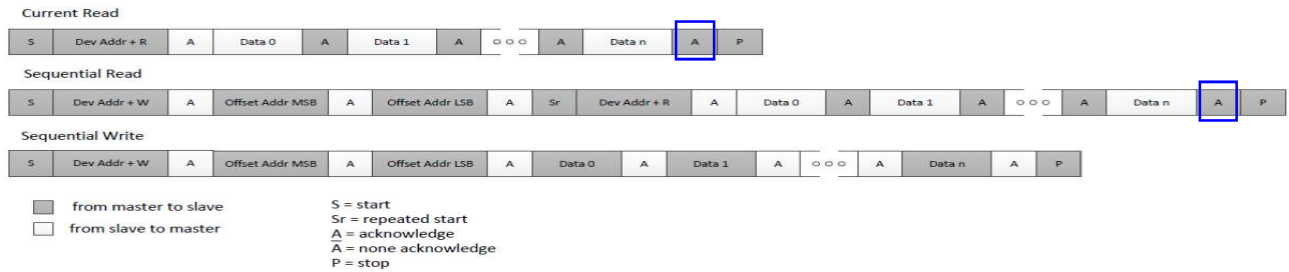 Current Read
S Dev Addr + R A Data 0 A Data 1 A o o o A Data n A P
Sequential Read
S Dev Addr + W A Offset Addr MSB A Offset Addr LSB A Sr Dev Addr + R A Data 0 A Data 1 A o o o A Data n A P
Sequential Write
S Dev Addr + W A Offset Addr MSB A Offset Addr LSB A Data 0 A Data 1 A o o o A Data n A P
from master to slave
from slave to master
S = start
Sr = repeated start
A = acknowledge
A̅ = none acknowledge
P = stop